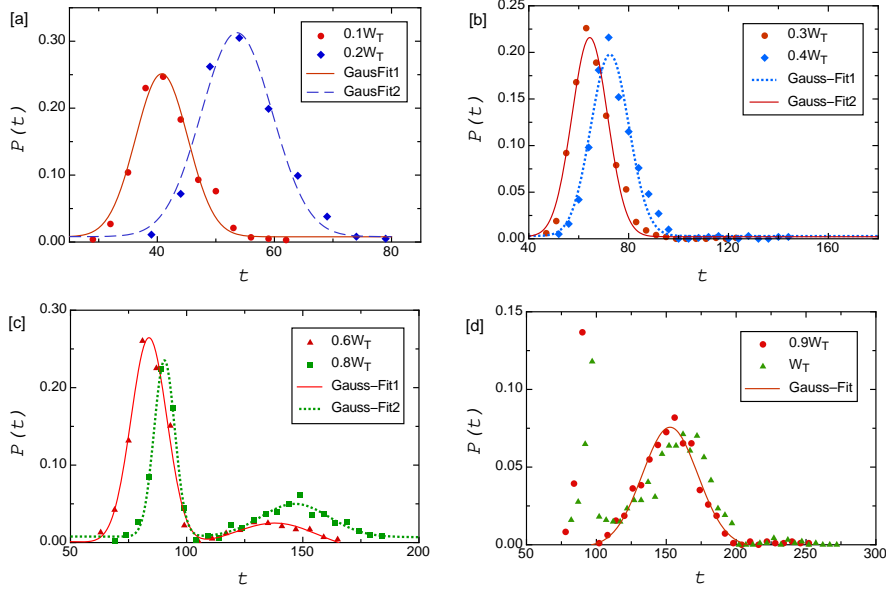 [a]
0.1W_T
0.2W_T
GausFit1
GausFit2
P(t)
0.30
0.20
0.10
0.00
40
60
80
t
[b]
0.3W_T
0.4W_T
Gauss–Fit1
Gauss–Fit2
P(t)
0.25
0.20
0.15
0.10
0.05
0.00
40
80
120
160
t
[c]
0.6W_T
0.8W_T
Gauss–Fit1
Gauss–Fit2
P(t)
0.30
0.20
0.10
0.00
50
100
150
200
t
[d]
0.9W_T
W_T
Gauss–Fit
P(t)
0.15
0.10
0.05
0.00
50
100
150
200
250
300
t